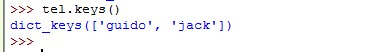 >>> tel.keys()
dict_keys(['guido', 'jack'])
>>>